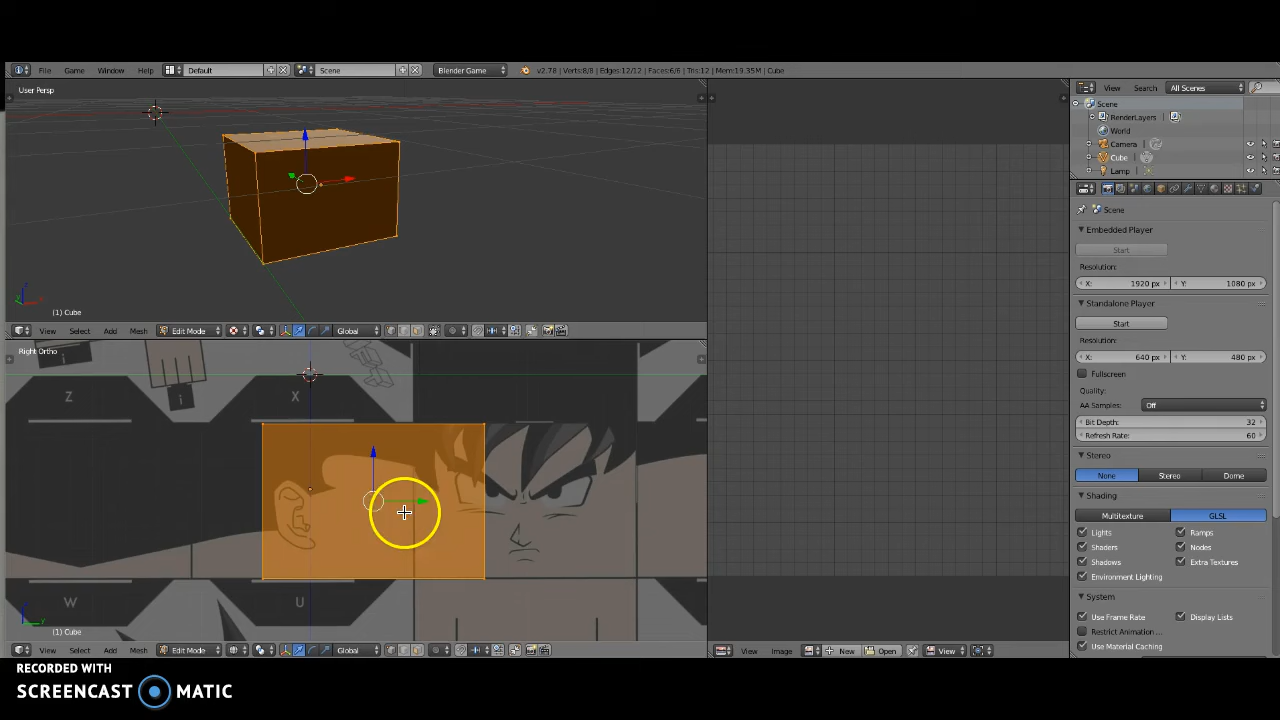 File Game Window Help Default Scene Blender Game v2.78 | Verts:8/8 | Edges:12/12 | Faces:6/6 | Tris:12 | Mem:19.35M | Cube
User Persp
(1) Cube
View Select Add Mesh Edit Mode Global
Right Ortho
i
i
Z X
W U
(1) Cube
View Select Add Mesh Edit Mode Global
View Image New Open View
View Search All Scenes
Scene
RenderLayers
World
Camera
Cube
Lamp
Scene
Embedded Player
Start
Resolution:
X: 1920 px Y: 1080 px
Standalone Player
Start
Resolution:
X: 640 px Y: 480 px
Fullscreen
Quality:
AA Samples: Off
Bit Depth: 32
Refresh Rate: 60
Stereo
None Stereo Dome
Shading
Multitexture GLSL
Lights Ramps
Shaders Nodes
Shadows Extra Textures
Environment Lighting
System
Use Frame Rate Display Lists
Restrict Animation ...
Use Material Caching
RECORDED WITH
SCREENCAST MATIC